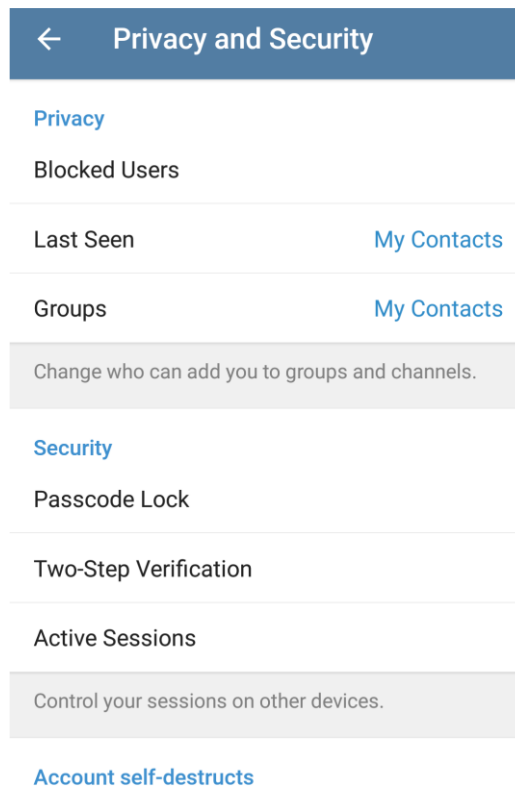 Privacy and Security
Privacy
Blocked Users
Last Seen My Contacts
Groups My Contacts
Change who can add you to groups and channels.
Security
Passcode Lock
Two-Step Verification
Active Sessions
Control your sessions on other devices.
Account self-destructs